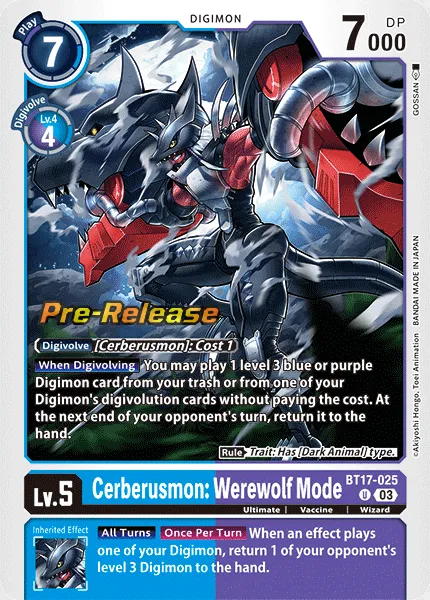 Play
7
DIGIMON
7000
DP
Digivolve
Lv.4
4
GOSSAN
©Akiyoshi Hongo, Toei Animation BANDAI MADE IN JAPAN
Pre-Release
Digivolve [Cerberusmon]: Cost 1
When Digivolving You may play 1 level 3 blue or purple
Digimon card from your trash or from one of your
Digimon's digivolution cards without paying the cost. At
the next end of your opponent's turn, return it to the
hand.
Rule Trait: Has [Dark Animal] type.
Lv.5
Cerberusmon: Werewolf Mode
BT17-025
U 03
Ultimate | Vaccine | Wizard
Inherited Effect
All Turns Once Per Turn When an effect plays
one of your Digimon, return 1 of your opponent's
level 3 Digimon to the hand.